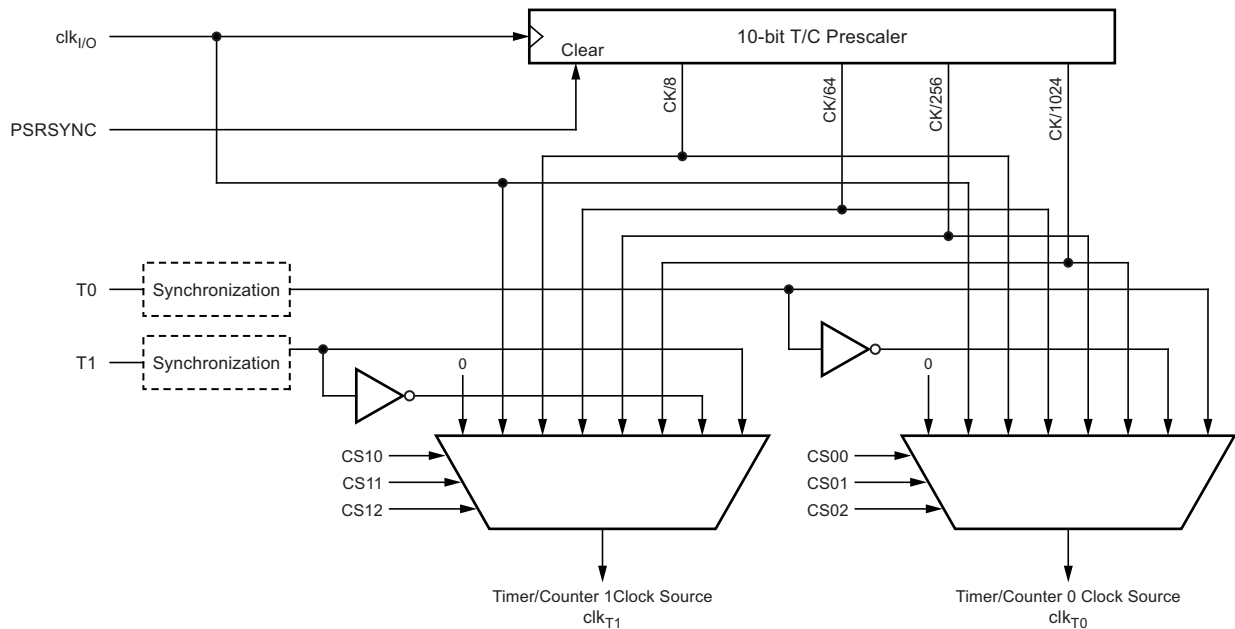 clkI/O
10-bit T/C Prescaler
Clear
CK/8
CK/64
CK/256
CK/1024
PSRSYNC
T0
Synchronization
T1
Synchronization
0
0
CS10
CS11
CS12
CS00
CS01
CS02
Timer/Counter 1Clock Source
clkT1
Timer/Counter 0 Clock Source
clkT0